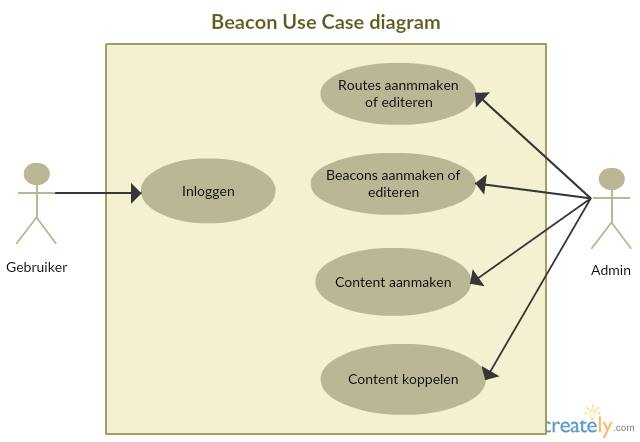 Beacon Use Case diagram
Routes aanmmaken
of editeren
Beacons aanmaken of
editeren
Inloggen
Gebruiker
Admin
Content aanmaken
Content koppelen
creately.com